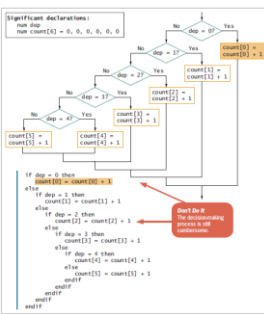 Significant declarations:
num dep
num count[6] = 0, 0, 0, 0, 0, 0
No
dep = 0?
Yes
count[0] =
count[0] + 1
No
dep = 1?
Yes
count[1] =
count[1] + 1
No
dep = 2?
Yes
count[2] =
count[2] + 1
No
dep = 3?
Yes
count[3] =
count[3] + 1
No
dep = 4?
Yes
count[5] =
count[5] + 1
count[4] =
count[4] + 1
if dep = 0 then
count[0] = count[0] + 1
else
if dep = 1 then
count[1] = count[1] + 1
else
if dep = 2 then
count[2] = count[2] + 1
else
if dep = 3 then
count[3] = count[3] + 1
else
if dep = 4 then
count[4] = count[4] + 1
else
count[5] = count[5] + 1
endif
endif
endif
endif
endif
Don't Do It
The decision-making
process is still
cumbersome.